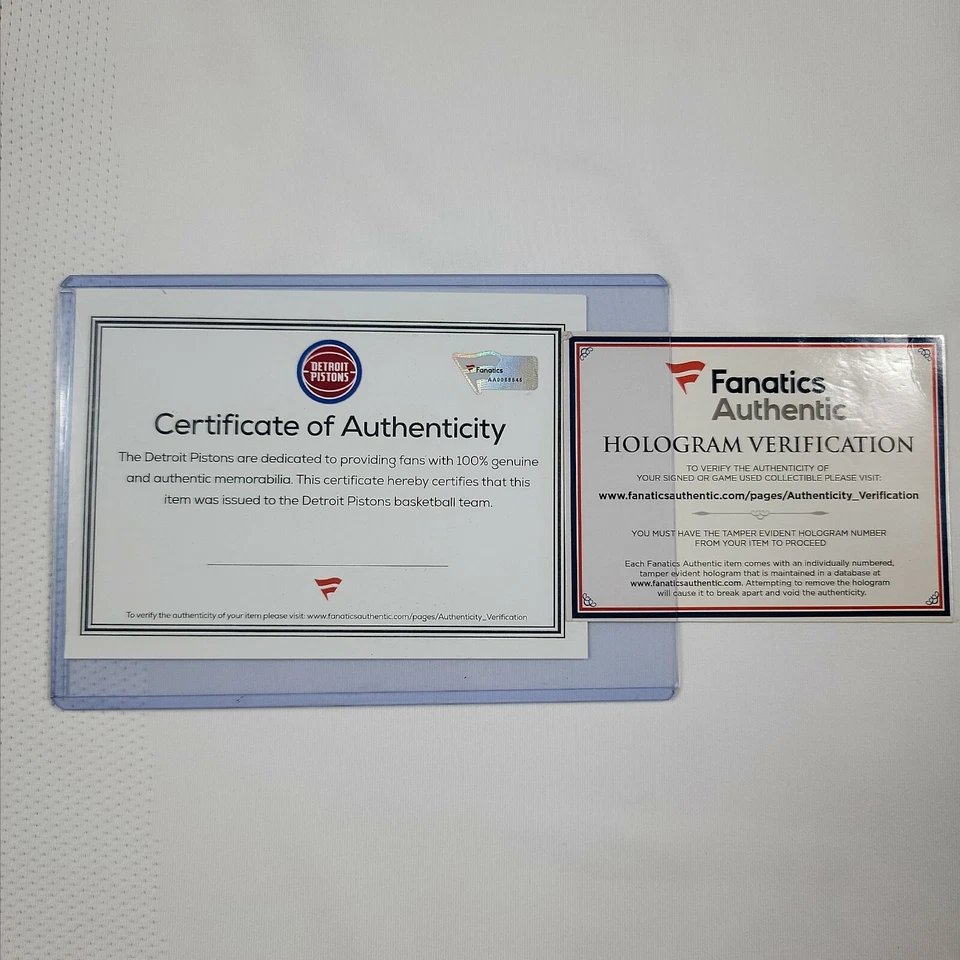 DETROIT
PISTONS
Fanatics
Certificate of Authenticity
The Detroit Pistons are dedicated to providing fans with 100% genuine
and authentic memorabilia. This certificate hereby certifies that this
item was issued to the Detroit Pistons basketball team.
To verify the authenticity of your item please visit: www.fanaticsauthentic.com/pages/Authenticity_Verification
Fanatics
Authentic
HOLOGRAM VERIFICATION
TO VERIFY THE AUTHENTICITY OF
YOUR SIGNED OR GAME USED COLLECTIBLE PLEASE VISIT:
www.fanaticsauthentic.com/pages/Authenticity_Verification
YOU MUST HAVE THE TAMPER EVIDENT HOLOGRAM NUMBER
FROM YOUR ITEM TO PROCEED
Each Fanatics Authentic item comes with an individually numbered,
tamper evident hologram that is maintained in a database at
www.fanaticsauthentic.com. Attempting to remove the hologram
will cause it to break apart and void the authenticity.